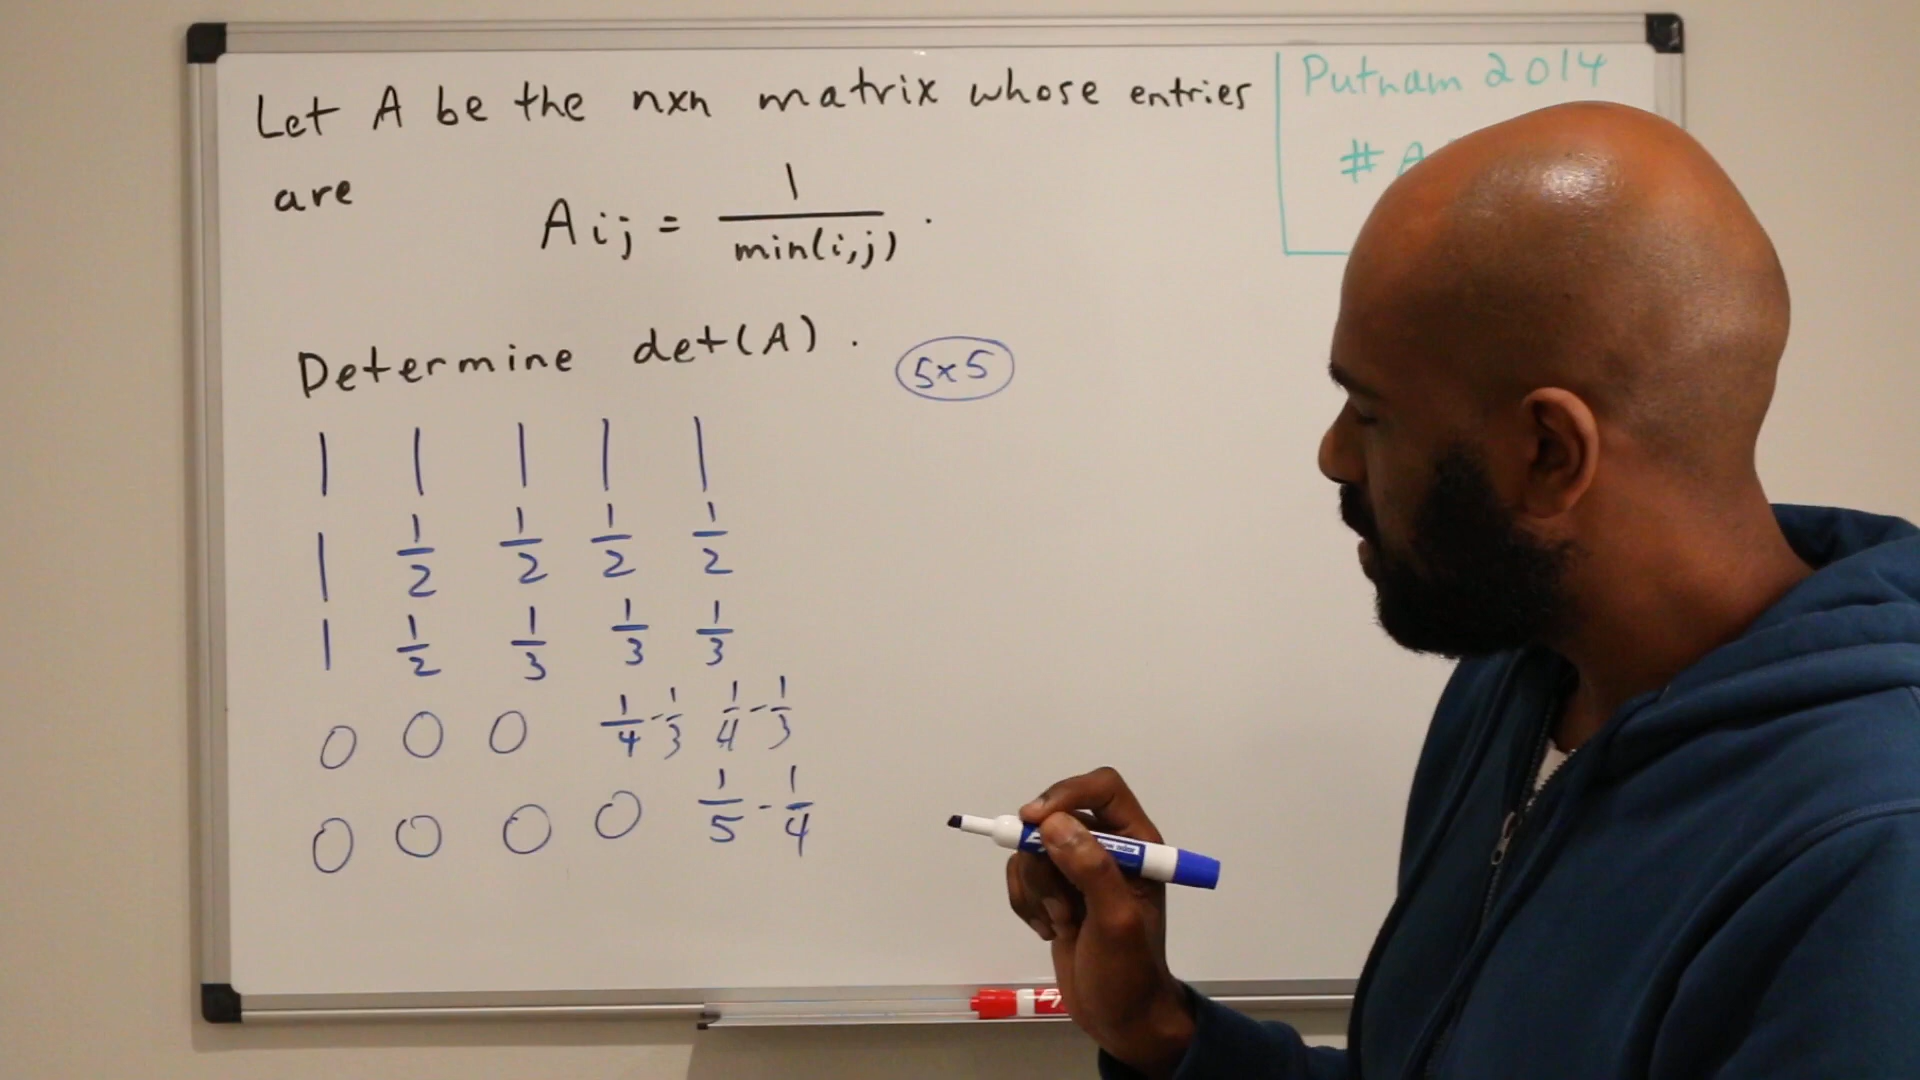 Let A be the nxn matrix whose entries
are
Aij = 1/min(i,j) .
Determine det(A) .
Putnam 2014
# A
5x5
1 1 1 1 1
1 1/2 1/2 1/2 1/2
1 1/2 1/3 1/3 1/3
0 0 0 1/4-1/3 1/4-1/3
0 0 0 0 1/5-1/4